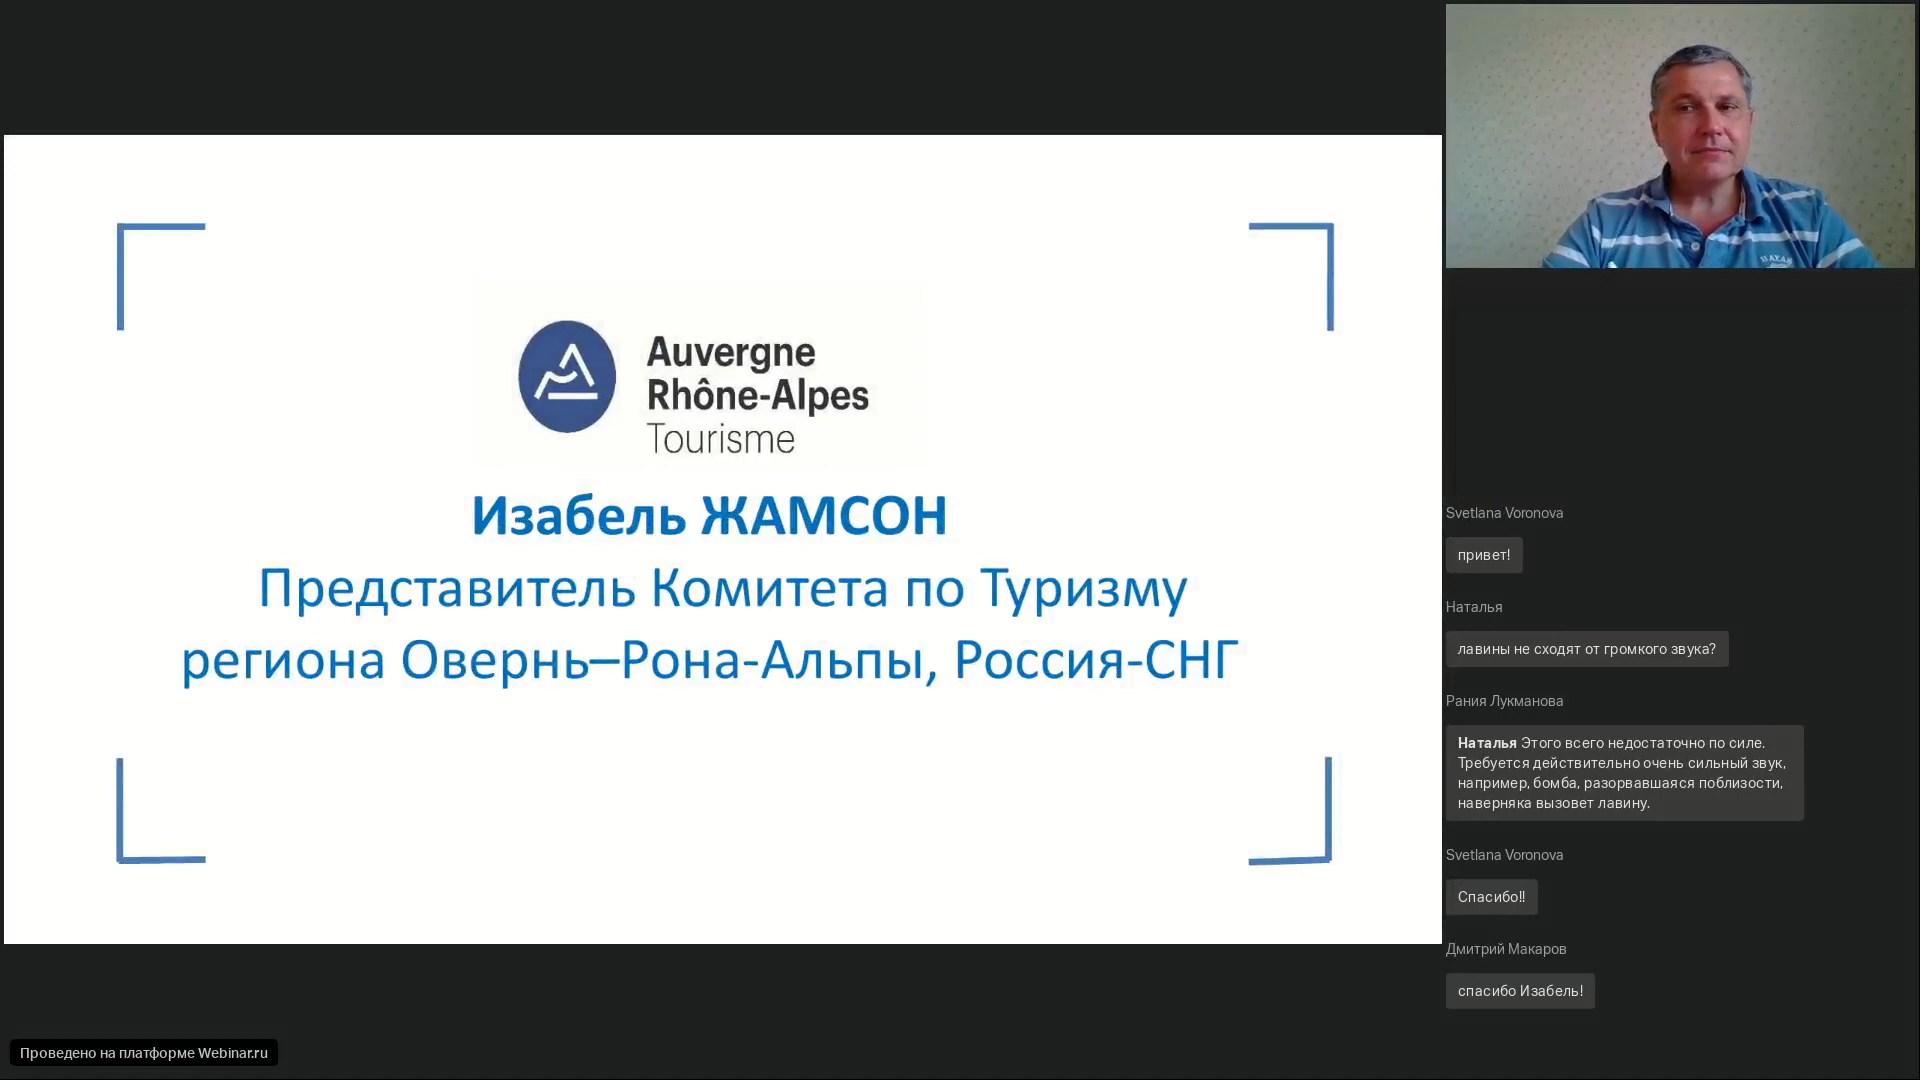 Auvergne
Rhône-Alpes
Tourisme
Изабель ЖАМСОН
Представитель Комитета по Туризму
региона Овернь–Рона-Альпы, Россия-СНГ
Svetlana Voronova
привет!
Наталья
лавины не сходят от громкого звука?
Рания Лукманова
Наталья Этого всего недостаточно по силе.
Требуется действительно очень сильный звук,
например, бомба, разорвавшаяся поблизости,
наверняка вызовет лавину.
Svetlana Voronova
Спасибо!!
Дмитрий Макаров
спасибо Изабель!
Проведено на платформе Webinar.ru